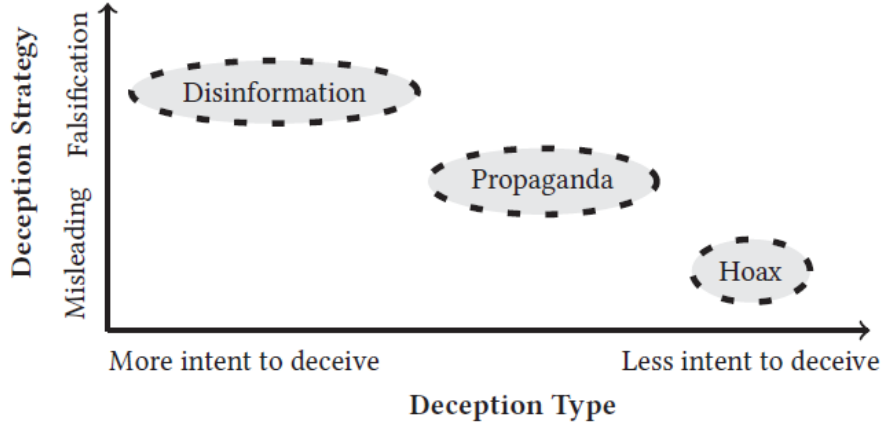 Deception Strategy
Falsification
Misleading
Disinformation
Propaganda
Hoax
More intent to deceive
Less intent to deceive
Deception Type